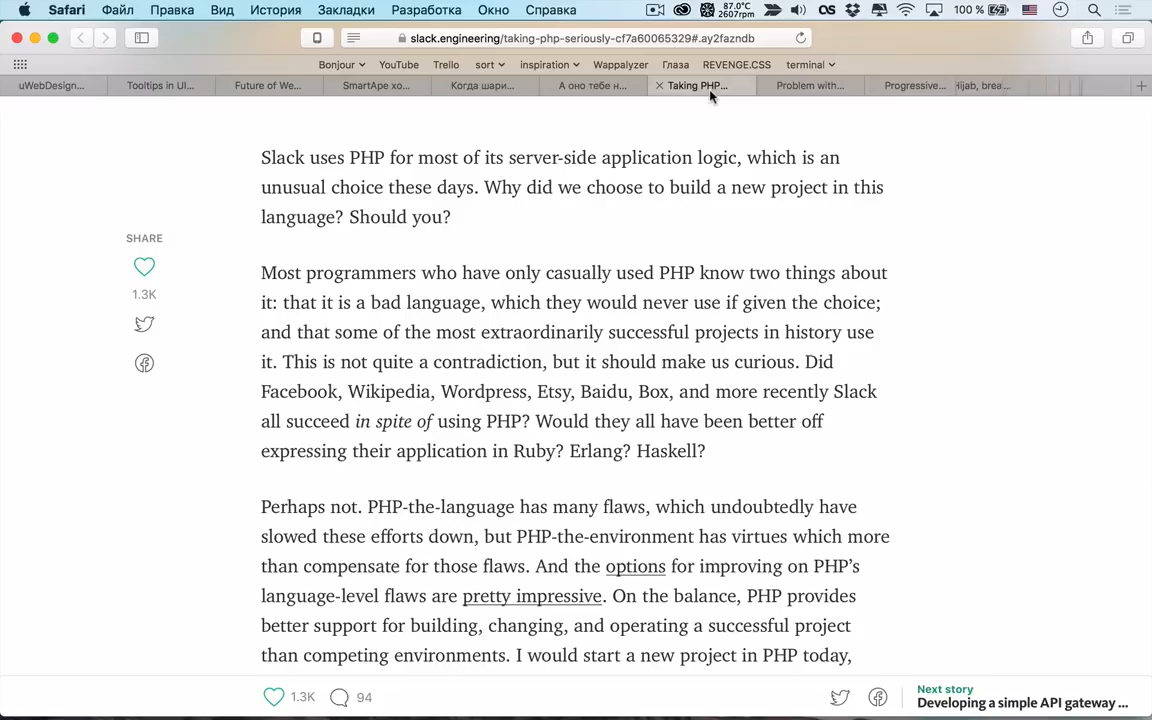 Safari Файл Правка Вид История Закладки Разработка Окно Справка 87.0°C 2607rpm 100 %
slack.engineering/taking-php-seriously-cf7a60065329#.ay2fazndb
Bonjour YouTube Trello sort inspiration Wappalyzer Глаза REVENGE.CSS terminal
uWebDesign... Tooltips in UI... Future of We... SmartApe хо... Когда шари... А оно тебе н... Taking PHP... Problem with... Progressive... Hijab, brea...
Slack uses PHP for most of its server-side application logic, which is an
unusual choice these days. Why did we choose to build a new project in this
language? Should you?
SHARE
1.3K
Most programmers who have only casually used PHP know two things about
it: that it is a bad language, which they would never use if given the choice;
and that some of the most extraordinarily successful projects in history use
it. This is not quite a contradiction, but it should make us curious. Did
Facebook, Wikipedia, Wordpress, Etsy, Baidu, Box, and more recently Slack
all succeed in spite of using PHP? Would they all have been better off
expressing their application in Ruby? Erlang? Haskell?
Perhaps not. PHP-the-language has many flaws, which undoubtedly have
slowed these efforts down, but PHP-the-environment has virtues which more
than compensate for those flaws. And the options for improving on PHP’s
language-level flaws are pretty impressive. On the balance, PHP provides
better support for building, changing, and operating a successful project
than competing environments. I would start a new project in PHP today,
1.3K 94
Next story
Developing a simple API gateway ...